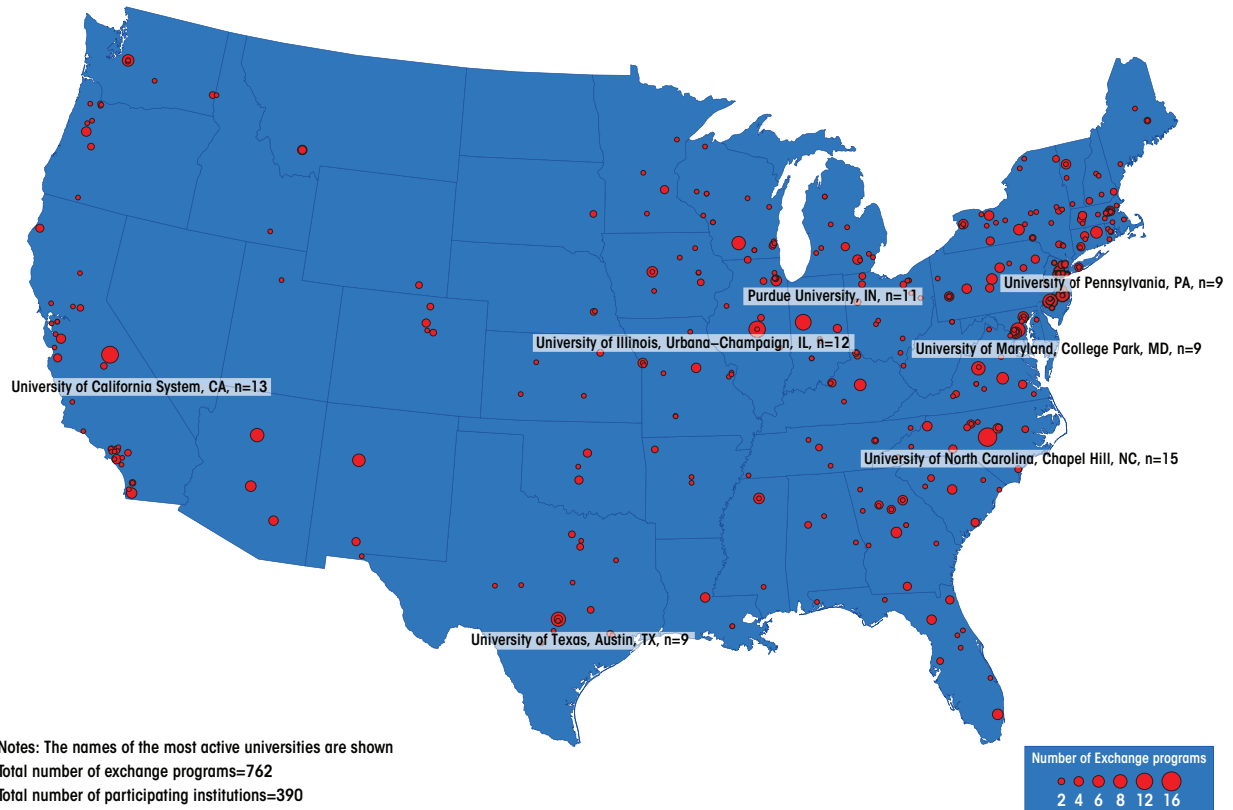 University of Pennsylvania, PA, n=9
Purdue University, IN, n=11
University of Illinois, Urbana–Champaign, IL, n=12
University of Maryland, College Park, MD, n=9
University of California System, CA, n=13
University of North Carolina, Chapel Hill, NC, n=15
University of Texas, Austin, TX, n=9
Notes: The names of the most active universities are shown
Total number of exchange programs=762
Total number of participating institutions=390
Number of Exchange programs
2 4 6 8 12 16